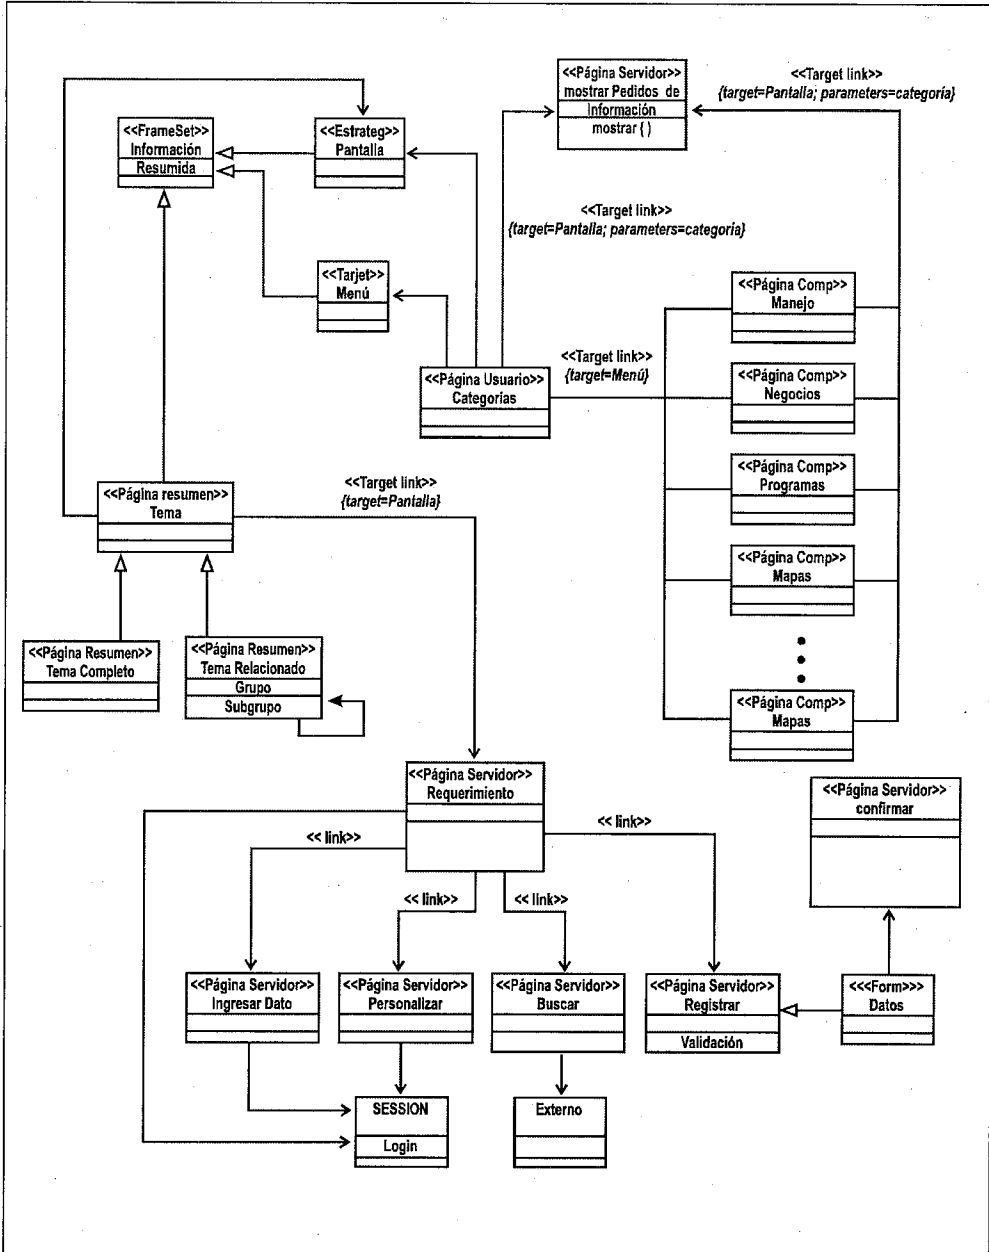 <<Página Servidor>>
mostrar Pedidos de
Información
mostrar ( )
<<Target link>>
{target=Pantalla; parameters=categoría}
<<FrameSet>>
Información
Resumida
<<Estrateg>>
Pantalla
<<Target link>>
{target=Pantalla; parameters=categoría}
<<Tarjet>>
Menú
<<Página Comp>>
Manejo
<<Target link>>
{target=Menú}
<<Página Usuario>>
Categorías
<<Página Comp>>
Negocios
<<Página Comp>>
Programas
<<Página resumen>>
Tema
<<Target link>>
{target=Pantalla}
<<Página Comp>>
Mapas
<<Página Resumen>>
Tema Completo
<<Página Resumen>>
Tema Relacionado
Grupo
Subgrupo
<<Página Comp>>
Mapas
<<Página Servidor>>
Requerimiento
<<Página Servidor>>
confirmar
<< link>>
<< link>>
<< link>>
<< link>>
<<Página Servidor>>
Ingresar Dato
<<Página Servidor>>
Personalizar
<<Página Servidor>>
Buscar
<<Página Servidor>>
Registrar
Validación
<<<Form>>>
Datos
SESSION
Login
Externo